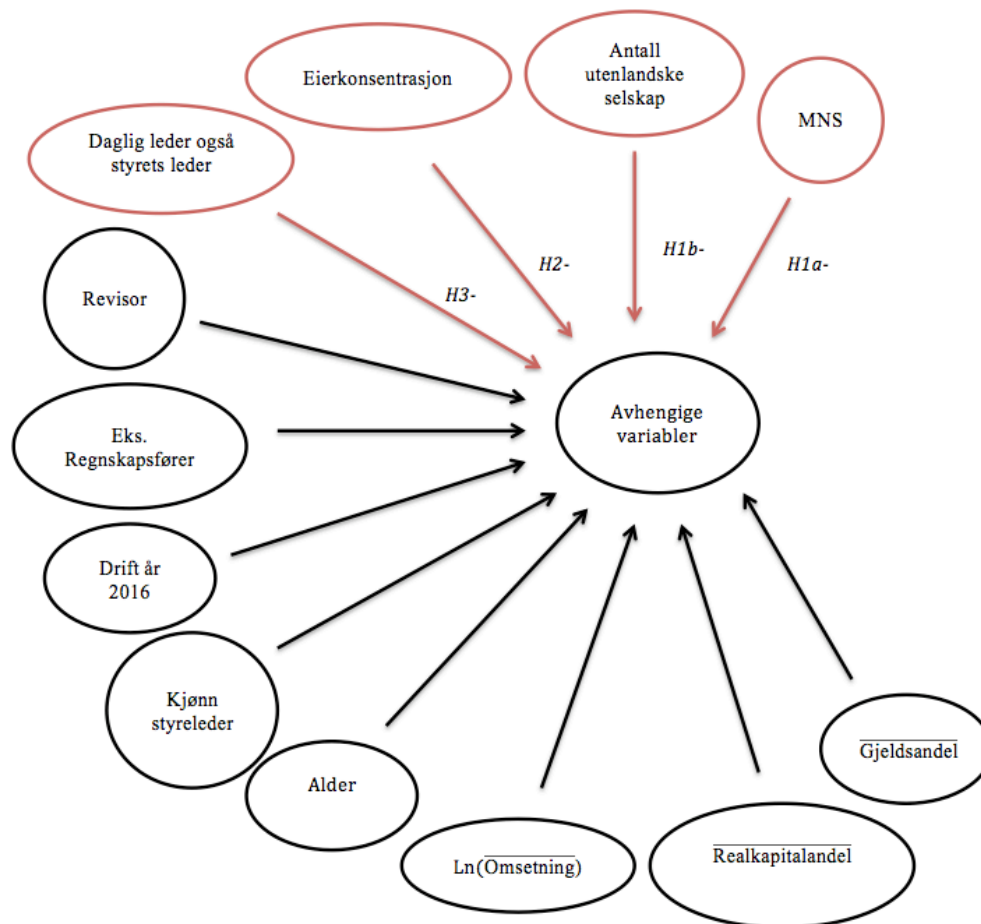 Antall
utenlandske
selskap
Eierkonsentrasjon
MNS
Daglig leder også
styrets leder
H3-
H2-
H1b-
H1a-
Revisor
Eks.
Regnskapsfører
Drift år
2016
Kjønn
styreleder
Alder
Ln(Omsetning)
Realkapitalandel
Gjeldsandel
Avhengige
variabler